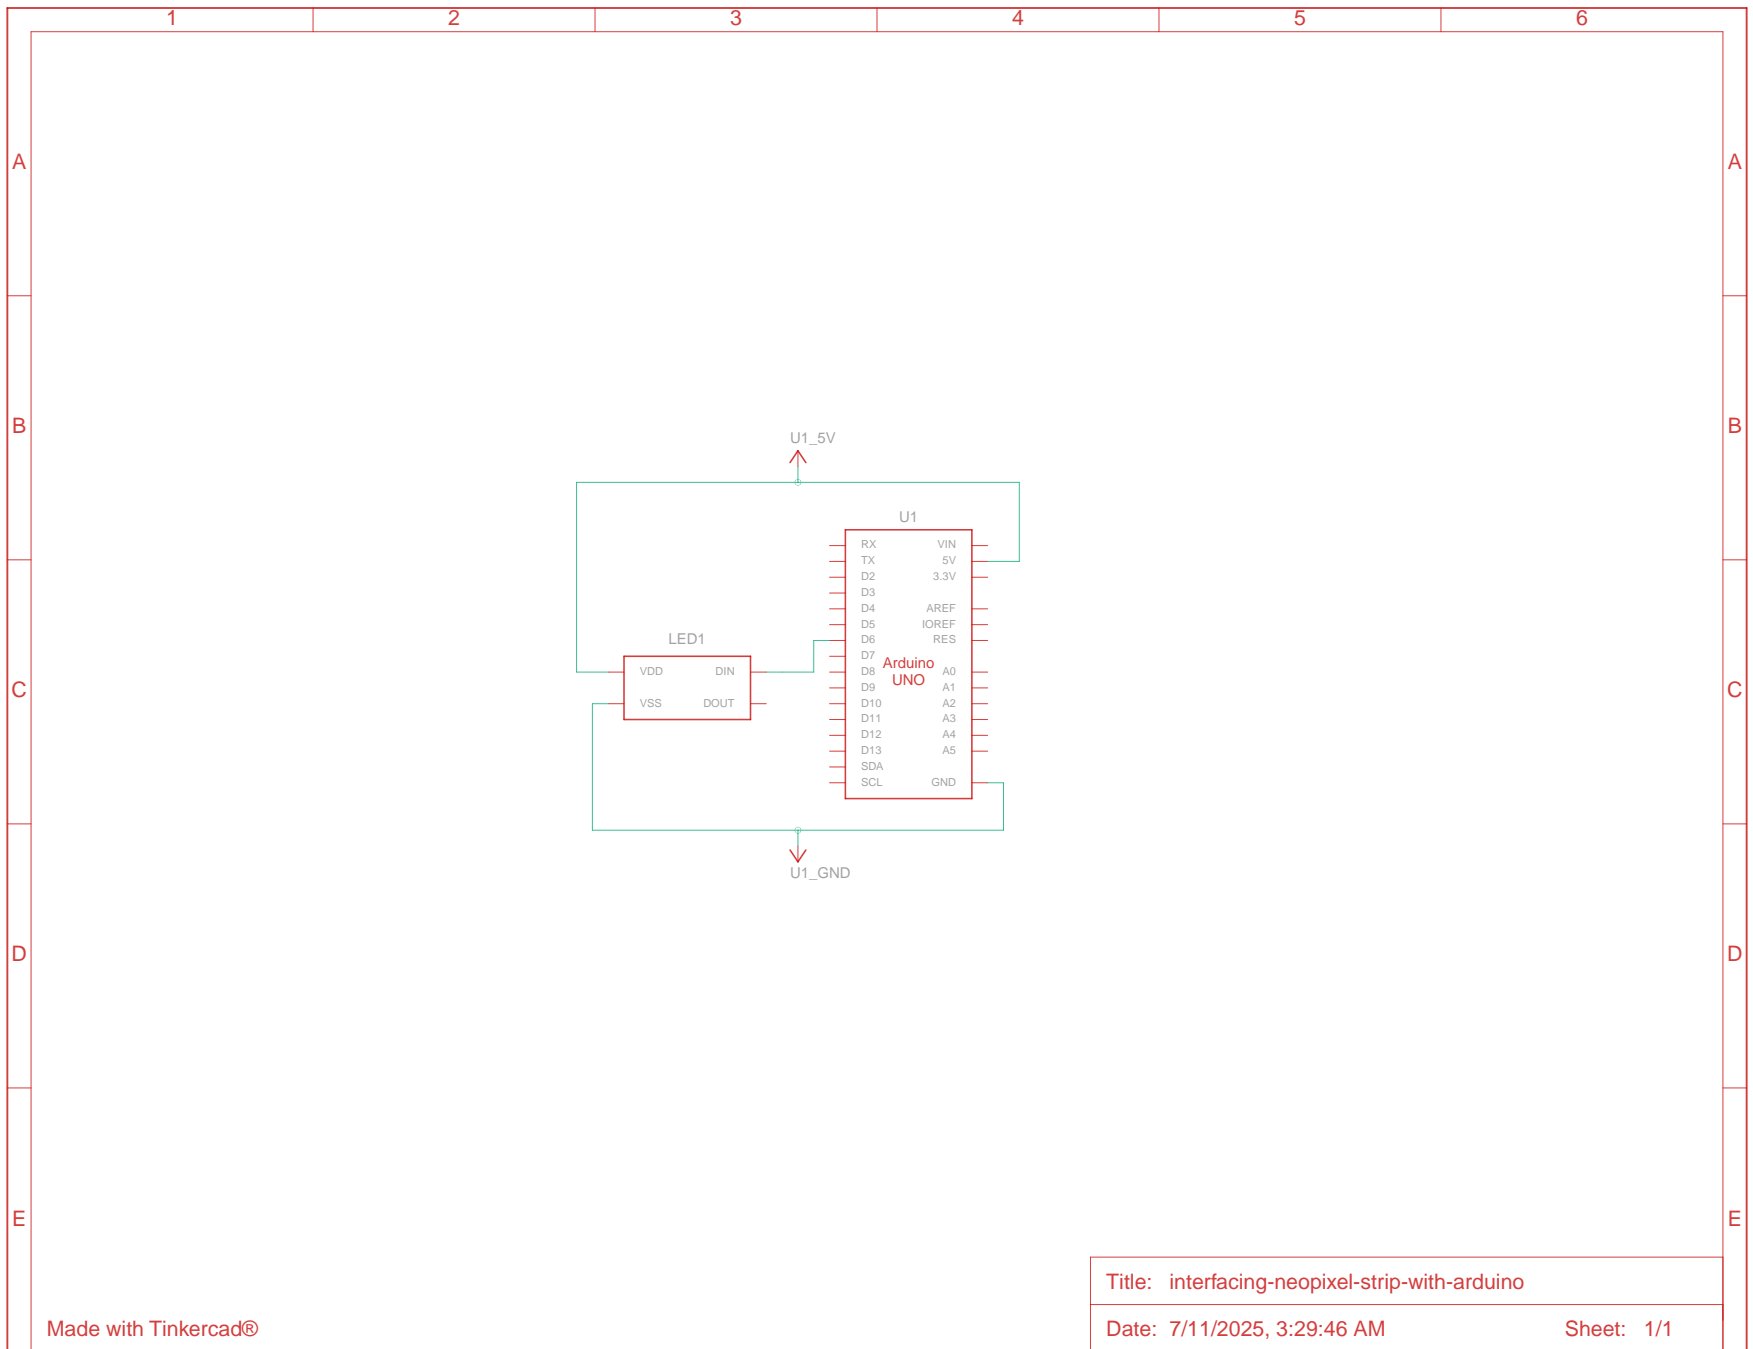 1 2 3 4 5 6
A A
B B
U1_5V
U1
RX VIN
TX 5V
D2 3.3V
D3
D4 AREF
D5 IOREF
D6 RES
D7
Arduino
UNO
D8 A0
D9 A1
D10 A2
D11 A3
D12 A4
D13 A5
SDA
SCL GND
LED1
VDD DIN
VSS DOUT
C C
U1_GND
D D
E E
Title: interfacing-neopixel-strip-with-arduino
Made with Tinkercad®
Date: 7/11/2025, 3:29:46 AM Sheet: 1/1